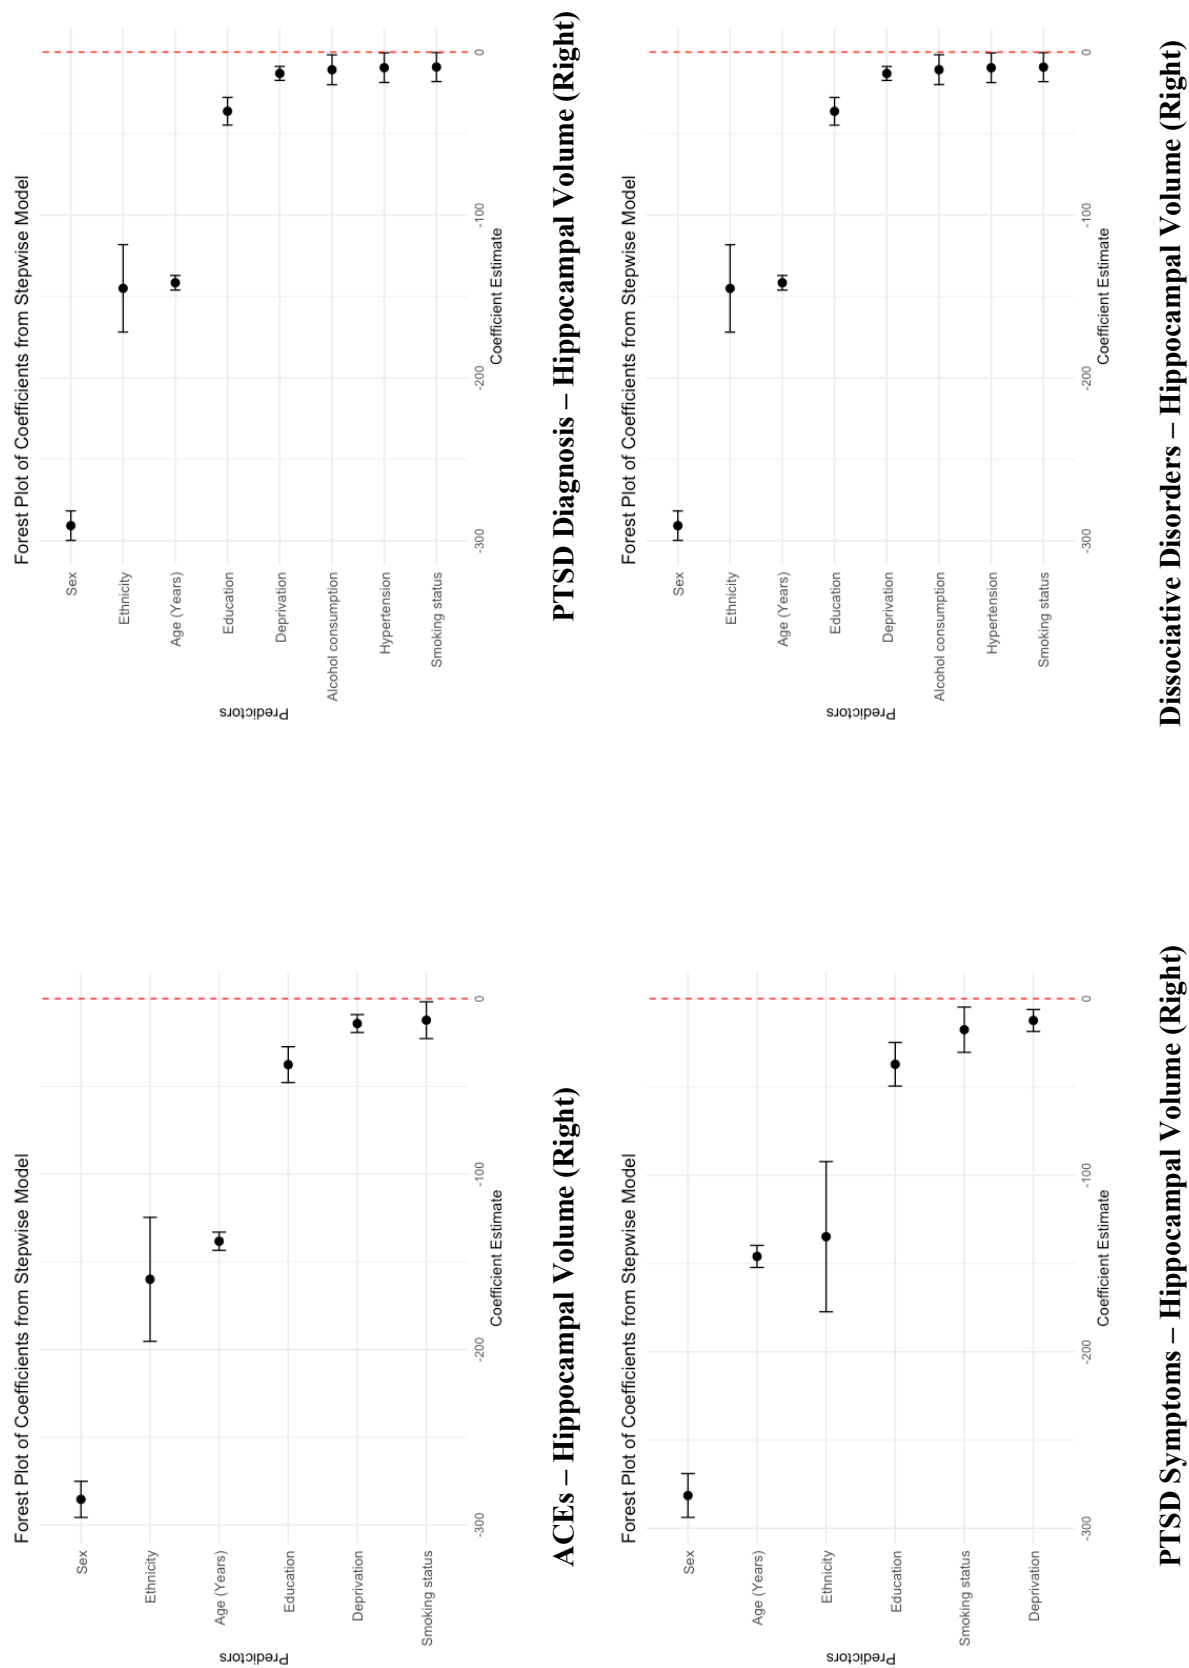 Forest Plot of Coefficients from Stepwise Model
Predictors
Sex
Ethnicity
Age (Years)
Education
Deprivation
Smoking status
-300
-200
-100
0
Coefficient Estimate
ACEs – Hippocampal Volume (Right)
Forest Plot of Coefficients from Stepwise Model
Predictors
Sex
Ethnicity
Age (Years)
Education
Deprivation
Alcohol consumption
Hypertension
Smoking status
-300
-200
-100
0
Coefficient Estimate
PTSD Diagnosis – Hippocampal Volume (Right)
Forest Plot of Coefficients from Stepwise Model
Predictors
Sex
Age (Years)
Ethnicity
Education
Smoking status
Deprivation
-300
-200
-100
0
Coefficient Estimate
PTSD Symptoms – Hippocampal Volume (Right)
Forest Plot of Coefficients from Stepwise Model
Predictors
Sex
Ethnicity
Age (Years)
Education
Deprivation
Alcohol consumption
Hypertension
Smoking status
-300
-200
-100
0
Coefficient Estimate
Dissociative Disorders – Hippocampal Volume (Right)